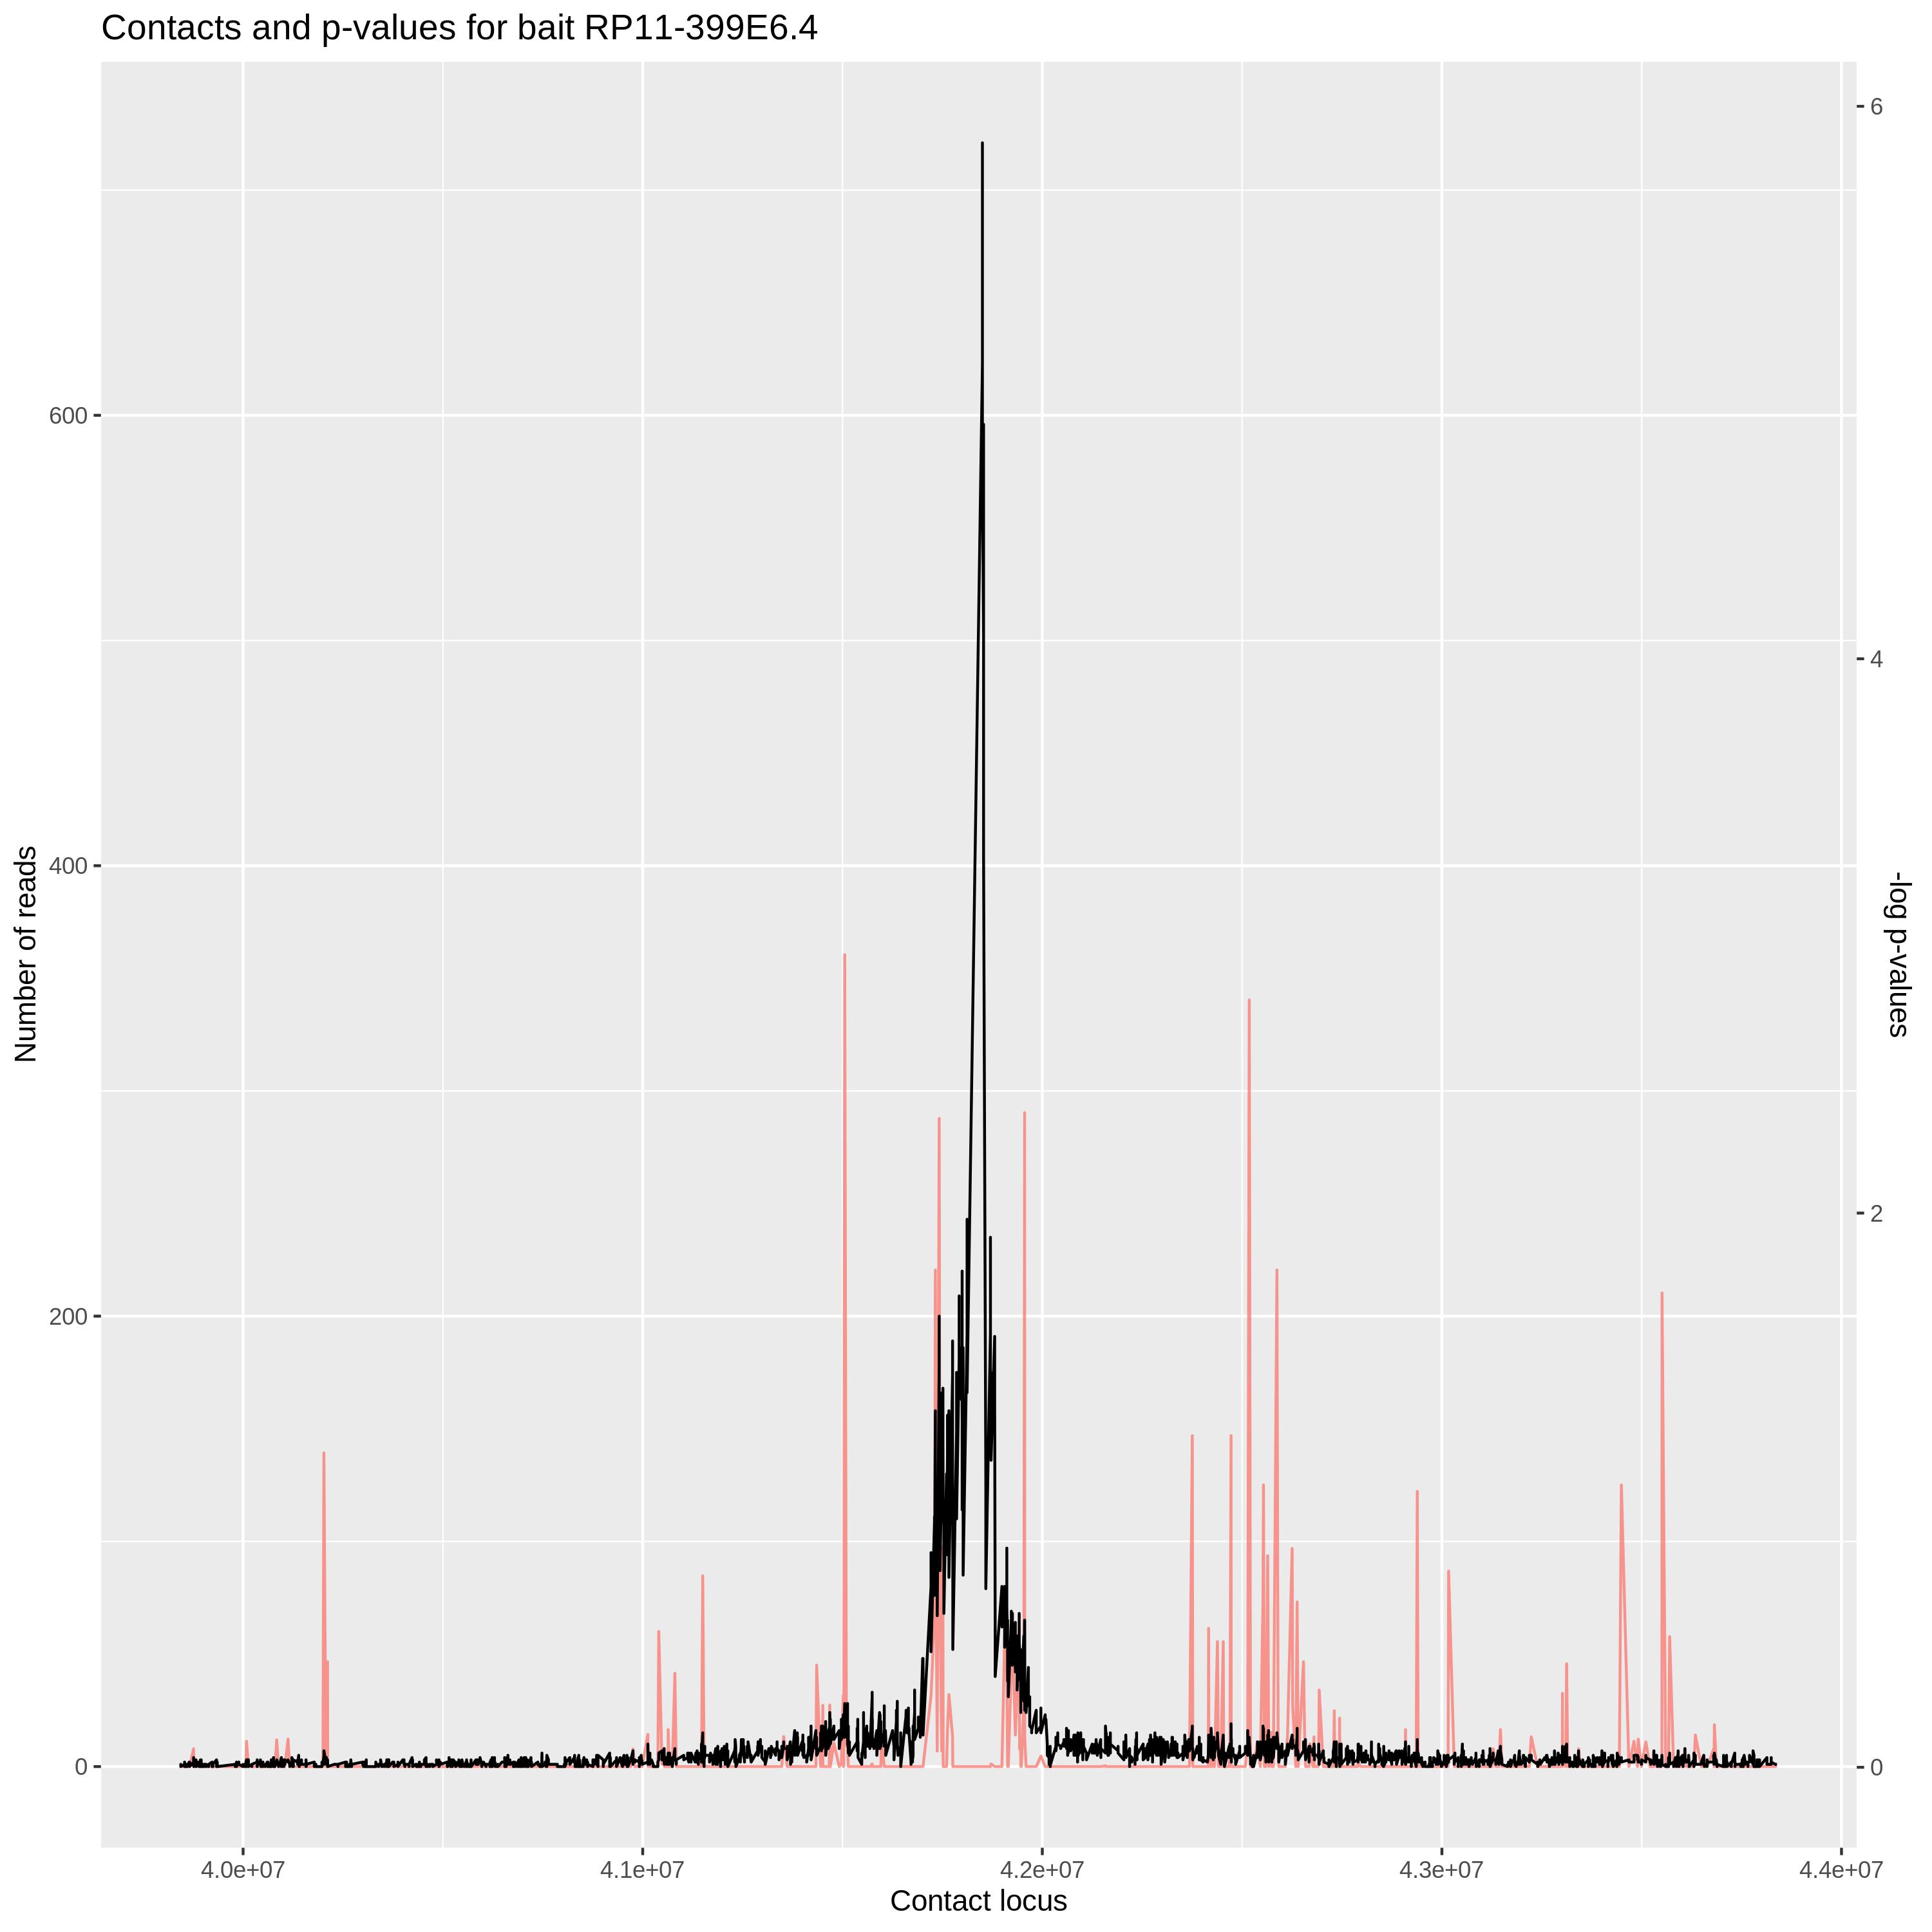 Contacts and p-values for bait RP11-399E6.4
Number of reads
600
400
200
0
6
4
2
0
-log p-values
4.0e+07
4.1e+07
4.2e+07
4.3e+07
4.4e+07
Contact locus